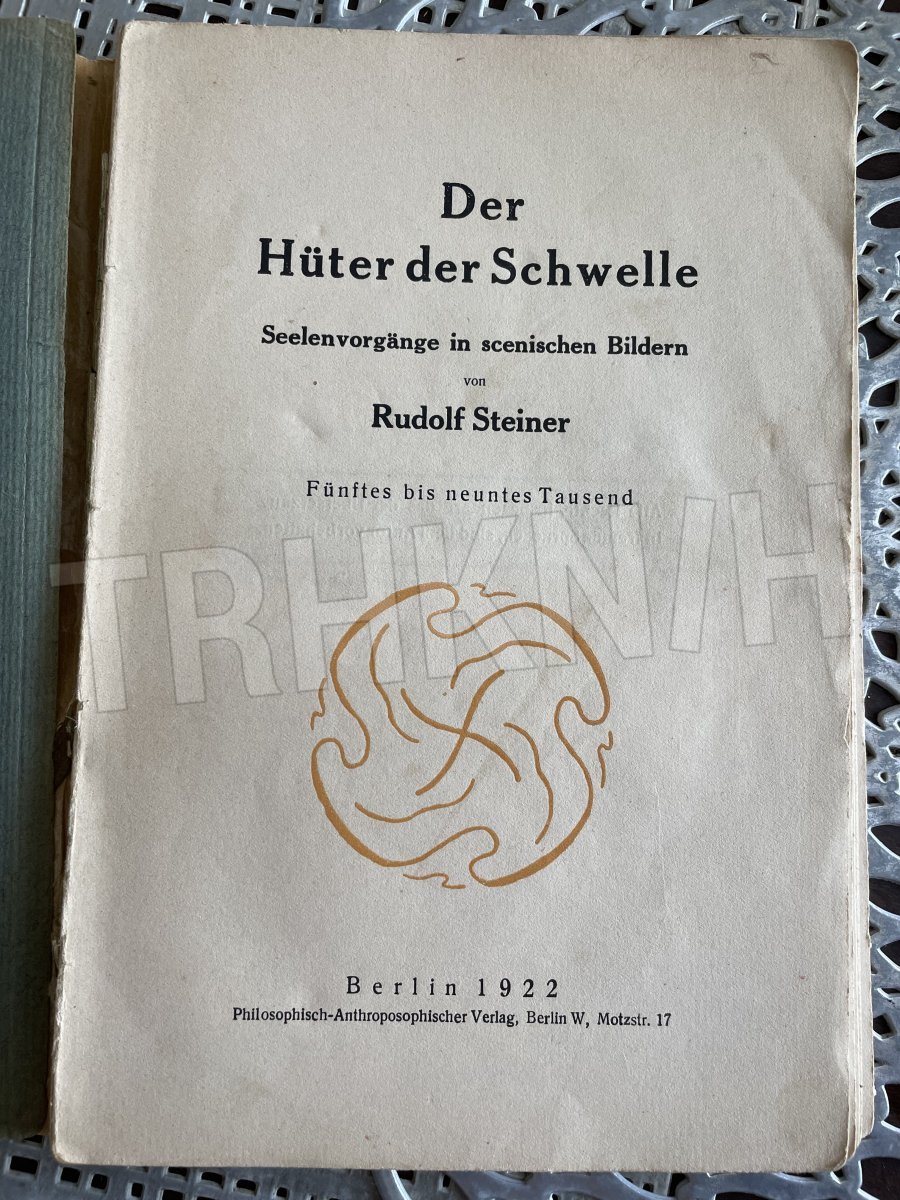 Der
Hüter der Schwelle
Seelenvorgänge in scenischen Bildern
von
Rudolf Steiner
Fünftes bis neuntes Tausend
TRHKN/H
Berlin 1922
Philosophisch-Anthroposophischer Verlag, Berlin W, Motzstr. 17